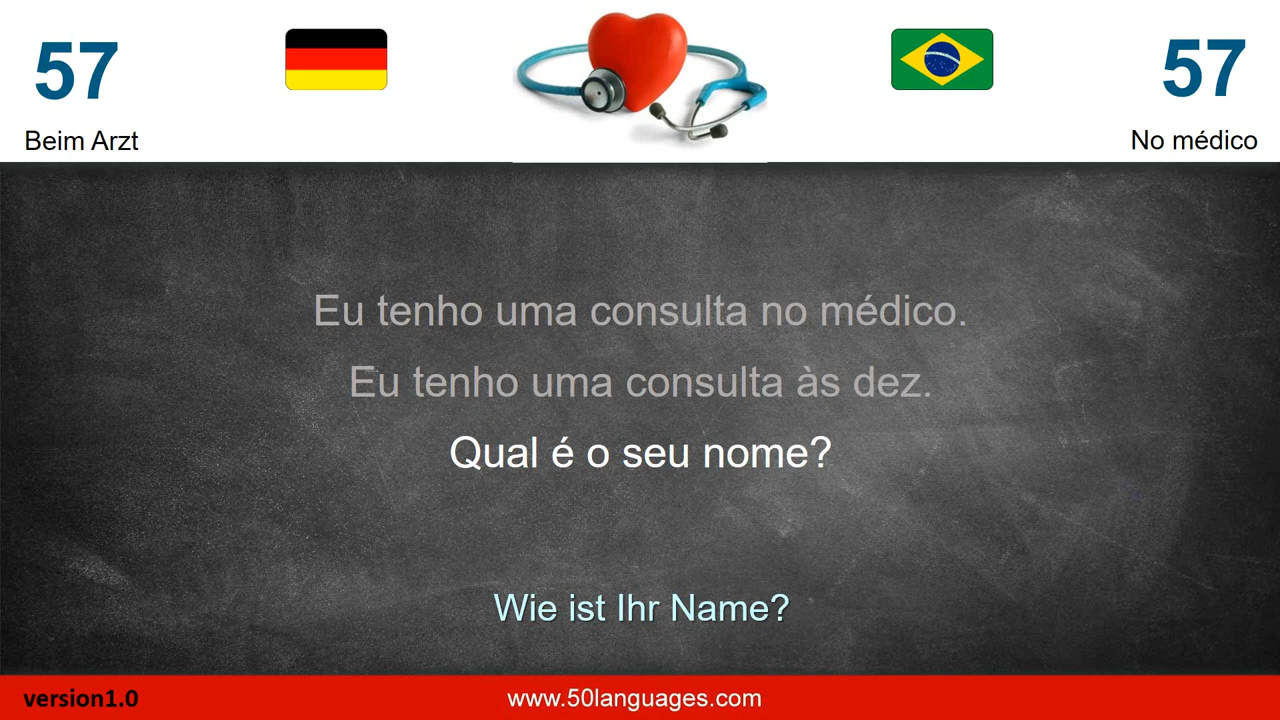 57
57
Beim Arzt
No médico
Eu tenho uma consulta no médico.
Eu tenho uma consulta às dez.
Qual é o seu nome?
Wie ist Ihr Name?
version1.0
www.50languages.com